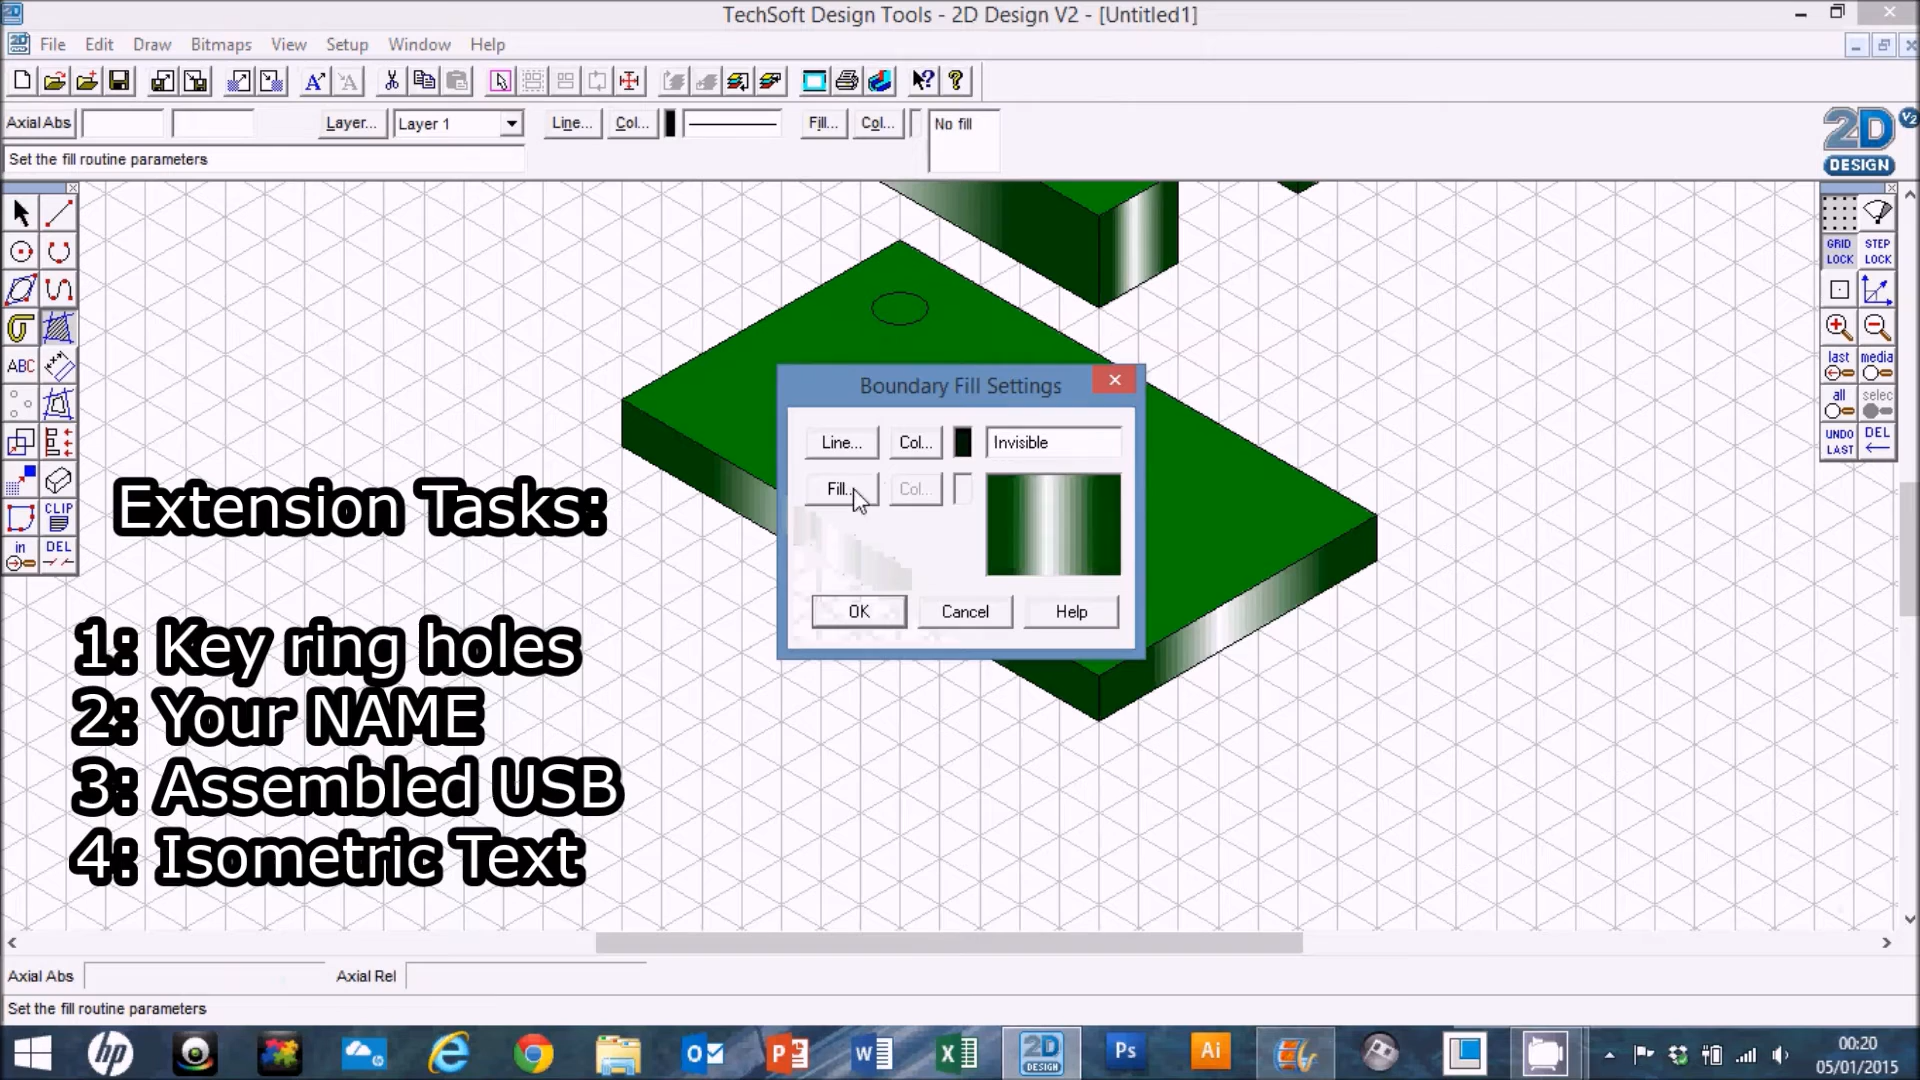 TechSoft Design Tools - 2D Design V2 - [Untitled1]
File Edit Draw Bitmaps View Setup Window Help
Axial Abs Layer... Layer 1 Line... Col... Fill... Col... No fill
Set the fill routine parameters
2D V2
DESIGN
GRID LOCK STEP LOCK
ABC
last media
all selec
UNDO LAST DEL
CLIP
in DEL
Boundary Fill Settings
Line... Col... Invisible
Fill... Col...
OK Cancel Help
Extension Tasks:
1: Key ring holes
2: Your NAME
3: Assembled USB
4: Isometric Text
Axial Abs Axial Rel
Set the fill routine parameters
hp
2D DESIGN
Ps
Ai
00:20
05/01/2015